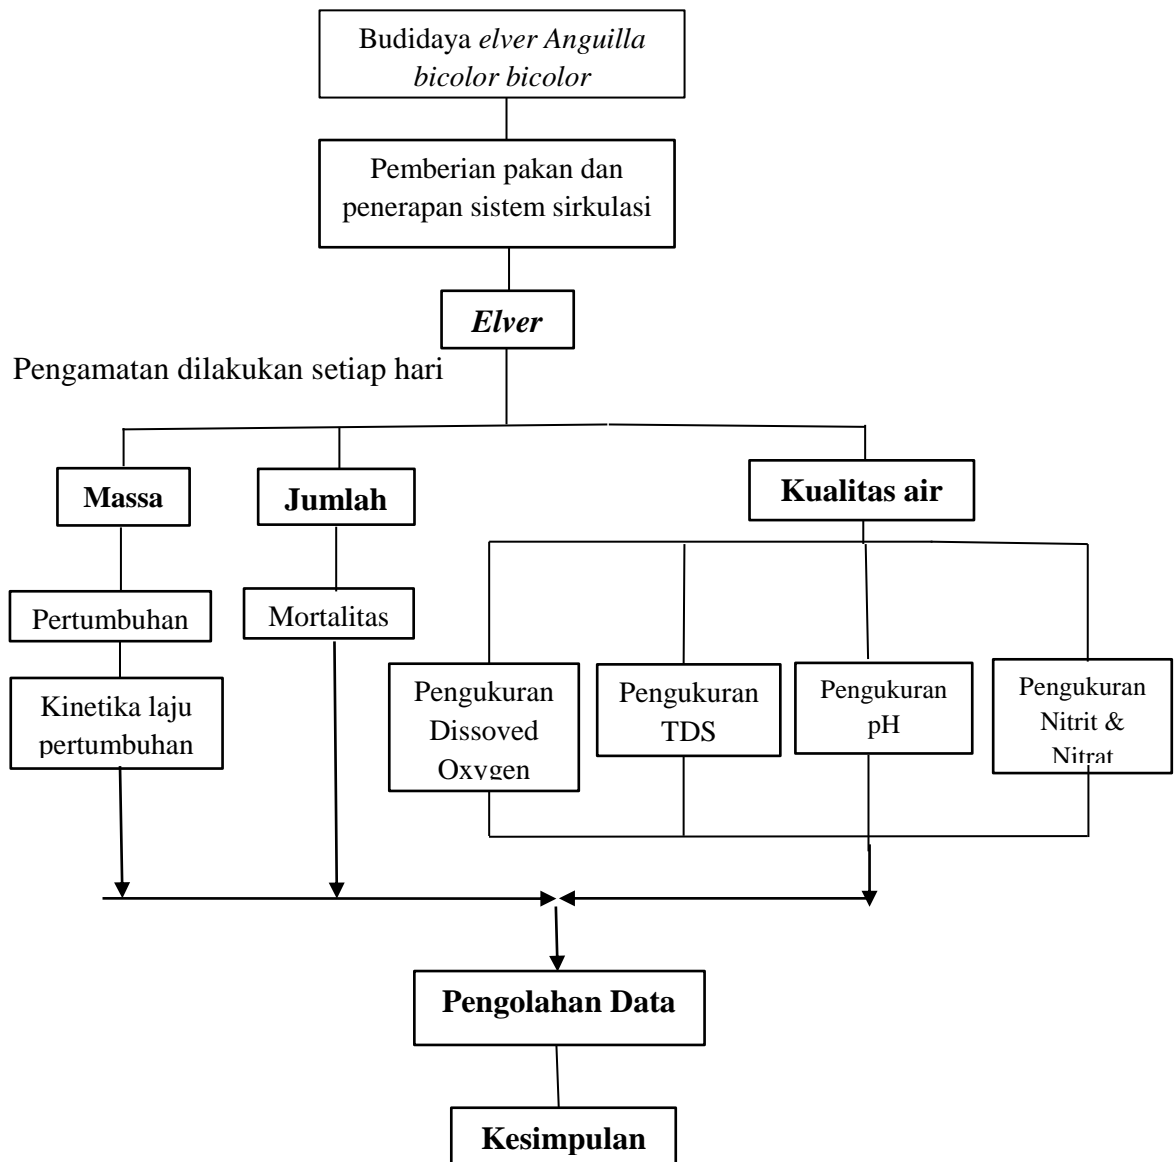 Budidaya elver Anguilla
bicolor bicolor
Pemberian pakan dan
penerapan sistem sirkulasi
Elver
Pengamatan dilakukan setiap hari
Massa
Jumlah
Kualitas air
Pertumbuhan
Mortalitas
Kinetika laju
pertumbuhan
Pengukuran
Dissoved
Oxygen
Pengukuran
TDS
Pengukuran
pH
Pengukuran
Nitrit &
Nitrat
Pengolahan Data
Kesimpulan